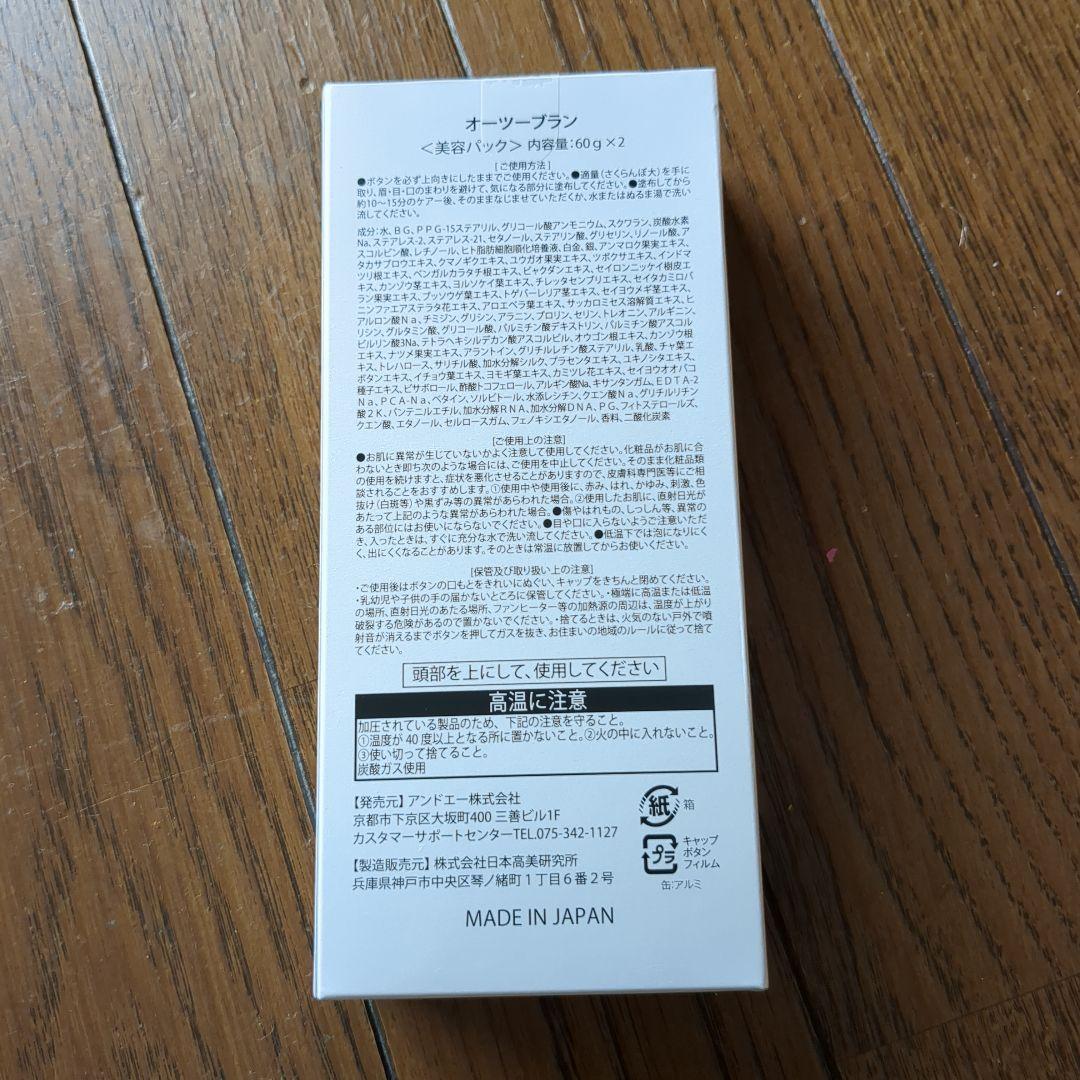 オーツーブラン
＜美容パック＞ 内容量：60ｇ×2
[ご使用方法]
●ボタンを必ず上向きにしたままでご使用ください。●適量（さくらんぼ大）を手に
取り、眉・目・口のまわりを避けて、気になる部分に塗布してください。●塗布してから
約10～15分のケアー後、そのままなじませていただくか、水またはぬるま湯で洗い
流してください。
成分：水、ＢＧ、ＰＰＧ-15ステアリル、グリコール酸アンモニウム、スクワラン、炭酸水素
Na、ステアレス-2、ステアレス-21、セタノール、ステアリン酸、グリセリン、リノール酸、ア
スコルビン酸、レチノール、ヒト脂肪細胞順化培養液、白金、銀、アンマロク果実エキス、
タカサブロウエキス、クマノギクエキス、ユウガオ果実エキス、ツボクサエキス、インドマ
ツリ根エキス、ベンガルカラタチ根エキス、ビャクダンエキス、セイロンニッケイ樹皮エ
キス、カンゾウ茎エキス、ヨルソケイ葉エキス、チレッタセンブリエキス、セイタカミロバ
ラン果実エキス、ブッソウゲ葉エキス、トゲバーレリア茎エキス、セイヨウメギ茎エキス、
ニンファエアステラタ花エキス、アロエベラ葉エキス、サッカロミセス溶解質エキス、ヒ
アルロン酸Ｎａ、チミジン、グリシン、アラニン、プロリン、セリン、トレオニン、アルギニン、
リシン、グルタミン酸、グリコール酸、パルミチン酸デキストリン、パルミチン酸アスコル
ビルリン酸3Na、テトラヘキシルデカン酸アスコルビル、オウゴン根エキス、カンゾウ根
エキス、ナツメ果実エキス、アラントイン、グリチルレチン酸ステアリル、乳酸、チャ葉エ
キス、トレハロース、サリチル酸、加水分解シルク、プラセンタエキス、ユキノシタエキス、
ボタンエキス、イチョウ葉エキス、ヨモギ葉エキス、カミツレ花エキス、セイヨウオオバコ
種子エキス、ビサボロール、酢酸トコフェロール、アルギン酸Na、キサンタンガム、ＥＤＴＡ-２
Ｎａ、ＰＣＡ-Ｎａ、ベタイン、ソルビトール、水添レシチン、クエン酸Ｎａ、グリチルリチン
酸２Ｋ、パンテニルエチル、加水分解ＲＮＡ、加水分解ＤＮＡ、ＰＧ、フィトステロールズ、
クエン酸、エタノール、セルロースガム、フェノキシエタノール、香料、二酸化炭素
[ご使用上の注意]
●お肌に異常が生じていないかよく注意して使用してください。化粧品がお肌に合
わないとき即ち次のような場合には、ご使用を中止してください。そのまま化粧品類
の使用を続けますと、症状を悪化させることがありますので、皮膚科専門医等にご相
談されることをおすすめします。①使用中や使用後に、赤み、はれ、かゆみ、刺激、色
抜け（白斑等）や黒ずみ等の異常があらわれた場合。②使用したお肌に、直射日光が
あたって上記のような異常があらわれた場合。●傷やはれもの、しっしん等、異常の
ある部位にはお使いにならないでください。●目や口に入らないようご注意いただ
き、入ったときは、すぐに充分な水で洗い流してください。●低温下では泡になりにく
く、出にくくなることがあります。そのときは常温に放置してからお使いください。
[保管及び取り扱い上の注意]
・ご使用後はボタンの口もとをきれいにぬぐい、キャップをきちんと閉めてください。
・乳幼児や子供の手の届かないところに保管してください。・極端に高温または低温
の場所、直射日光のあたる場所、ファンヒーター等の加熱源の周辺は、温度が上がり
破裂する危険があるので置かないでください。・捨てるときは、火気のない戸外で噴
射音が消えるまでボタンを押してガスを抜き、お住まいの地域のルールに従って捨て
てください。
頭部を上にして、使用してください
高温に注意
加圧されている製品のため、下記の注意を守ること。
①温度が 40 度以上となる所に置かないこと。②火の中に入れないこと。
③使い切って捨てること。
炭酸ガス使用
【発売元】アンドエー株式会社
京都市下京区大坂町400 三善ビル1F
カスタマーサポートセンターTEL.075-342-1127
【製造販売元】株式会社日本高美研究所
兵庫県神戸市中央区琴ノ緒町１丁目６番２号
紙 箱
プラ キャップ
ボタン
フィルム
缶：アルミ
MADE IN JAPAN